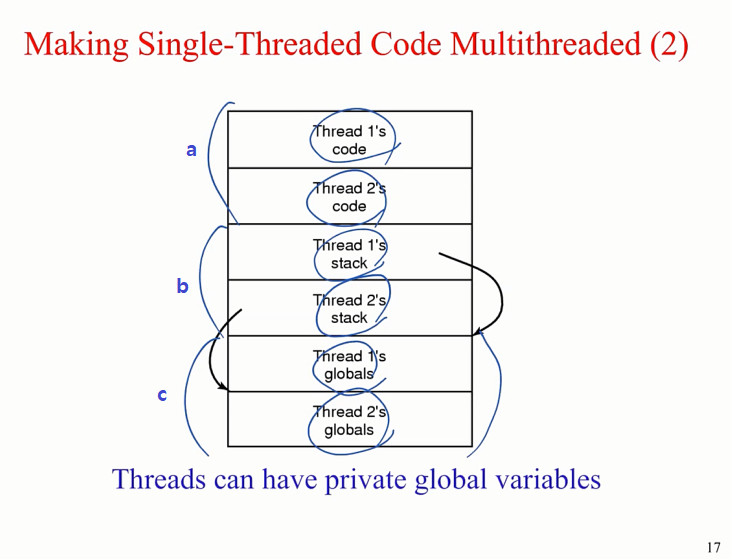 Making Single-Threaded Code Multithreaded (2)
a
Thread 1's
code
Thread 2's
code
b
Thread 1's
stack
Thread 2's
stack
c
Thread 1's
globals
Thread 2's
globals
Threads can have private global variables
17